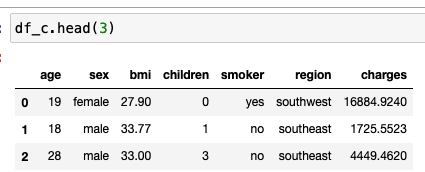 df_c.head(3)
age sex bmi children smoker region charges
0 19 female 27.90 0 yes southwest 16884.9240
1 18 male 33.77 1 no southeast 1725.5523
2 28 male 33.00 3 no southeast 4449.4620